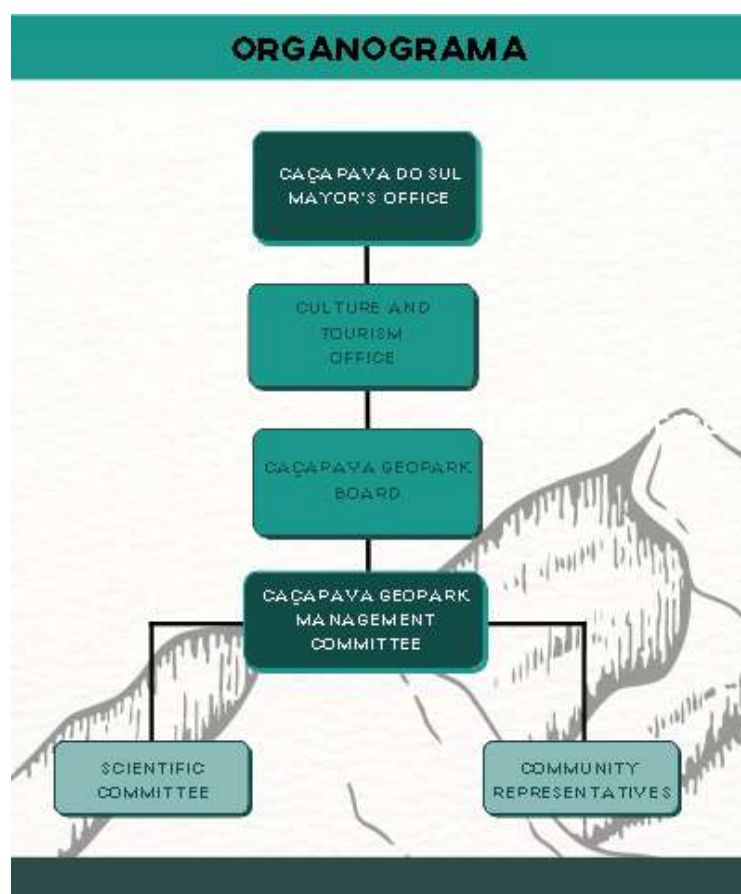 ORGANOGRAMA
CAÇAPAVA DO SUL
MAYOR'S OFFICE
CULTURE AND
TOURISM
OFFICE
CAÇAPAVA GEOPARK
BOARD
CAÇAPAVA GEOPARK
MANAGEMENT
COMMITTEE
SCIENTIFIC
COMMITTEE
COMMUNITY
REPRESENTATIVES